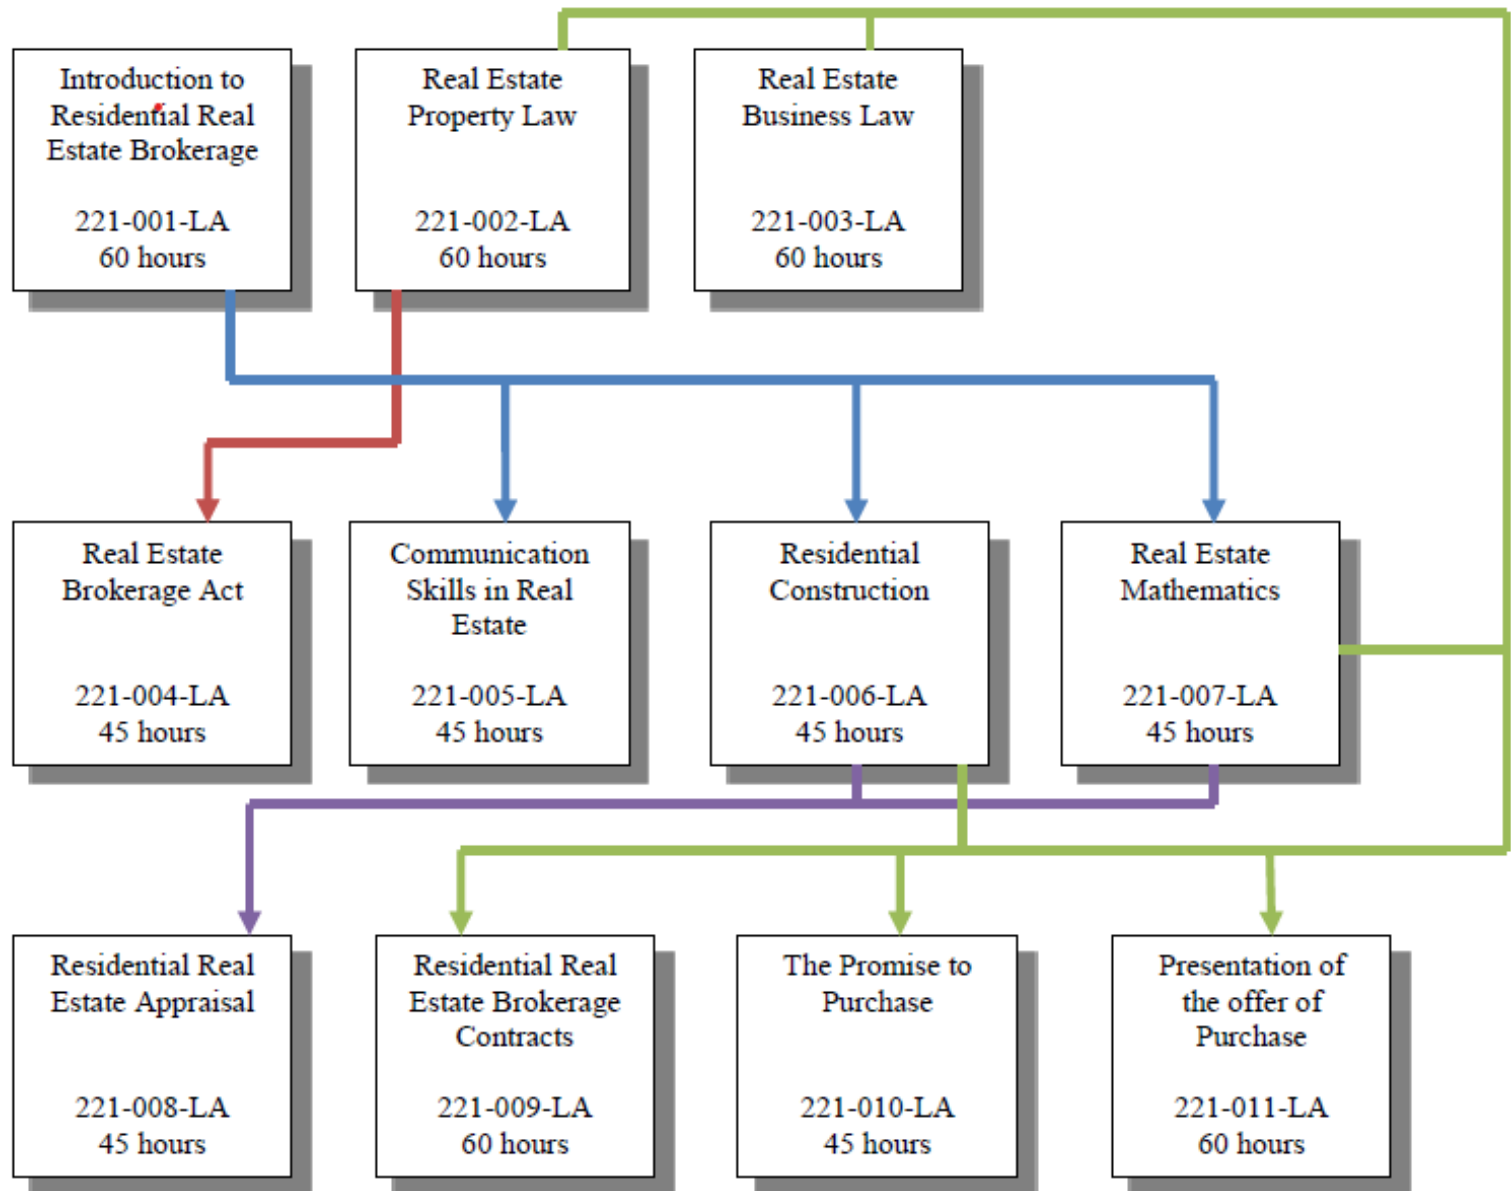 Introduction to
Residential Real
Estate Brokerage
221-001-LA
60 hours
Real Estate
Property Law
221-002-LA
60 hours
Real Estate
Business Law
221-003-LA
60 hours
Real Estate
Brokerage Act
221-004-LA
45 hours
Communication
Skills in Real
Estate
221-005-LA
45 hours
Residential
Construction
221-006-LA
45 hours
Real Estate
Mathematics
221-007-LA
45 hours
Residential Real
Estate Appraisal
221-008-LA
45 hours
Residential Real
Estate Brokerage
Contracts
221-009-LA
60 hours
The Promise to
Purchase
221-010-LA
45 hours
Presentation of
the offer of
Purchase
221-011-LA
60 hours